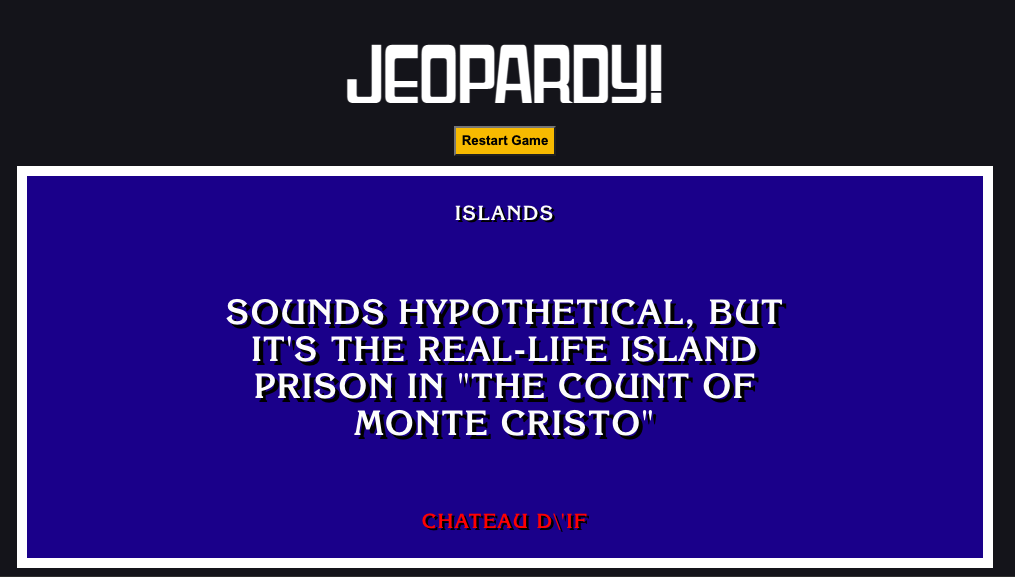 JEOPARDY!
Restart Game
ISLANDS
SOUNDS HYPOTHETICAL, BUT
IT'S THE REAL-LIFE ISLAND
PRISON IN "THE COUNT OF
MONTE CRISTO"
CHATEAU D\'IF